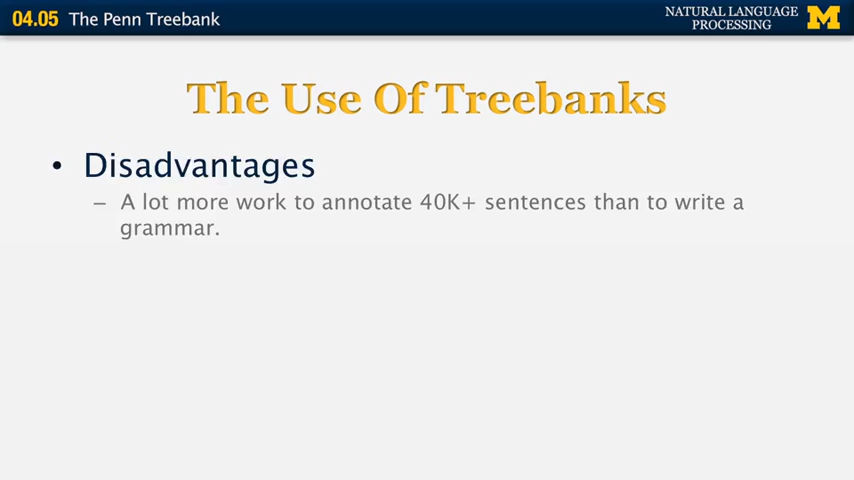 04.05 The Penn Treebank
NATURAL LANGUAGE
PROCESSING
M
The Use Of Treebanks
• Disadvantages
– A lot more work to annotate 40K+ sentences than to write a
grammar.